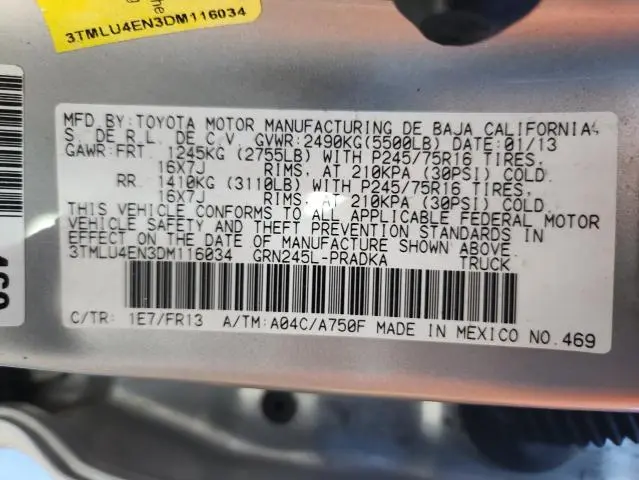 the
3TMLU4EN3DM116034
MFD.BY:TOYOTA MOTOR MANUFACTURING DE BAJA CALIFORNIA,
S. DE R.L. DE C.V. GVWR:2490KG(5500LB) DATE:01/13
GAWR:FRT 1245KG (2755LB) WITH P245/75R16 TIRES,
16X7J RIMS, AT 210KPA (30PSI) COLD.
RR 1410KG (3110LB) WITH P245/75R16 TIRES,
16X7J RIMS, AT 210KPA (30PSI) COLD.
THIS VEHICLE CONFORMS TO ALL APPLICABLE FEDERAL MOTOR
VEHICLE SAFETY AND THEFT PREVENTION STANDARDS IN
EFFECT ON THE DATE OF MANUFACTURE SHOWN ABOVE.
3TMLU4EN3DM116034 GRN245L-PRADKA TRUCK
C/TR: 1E7/FR13 A/TM:A04C/A750F MADE IN MEXICO NO.469